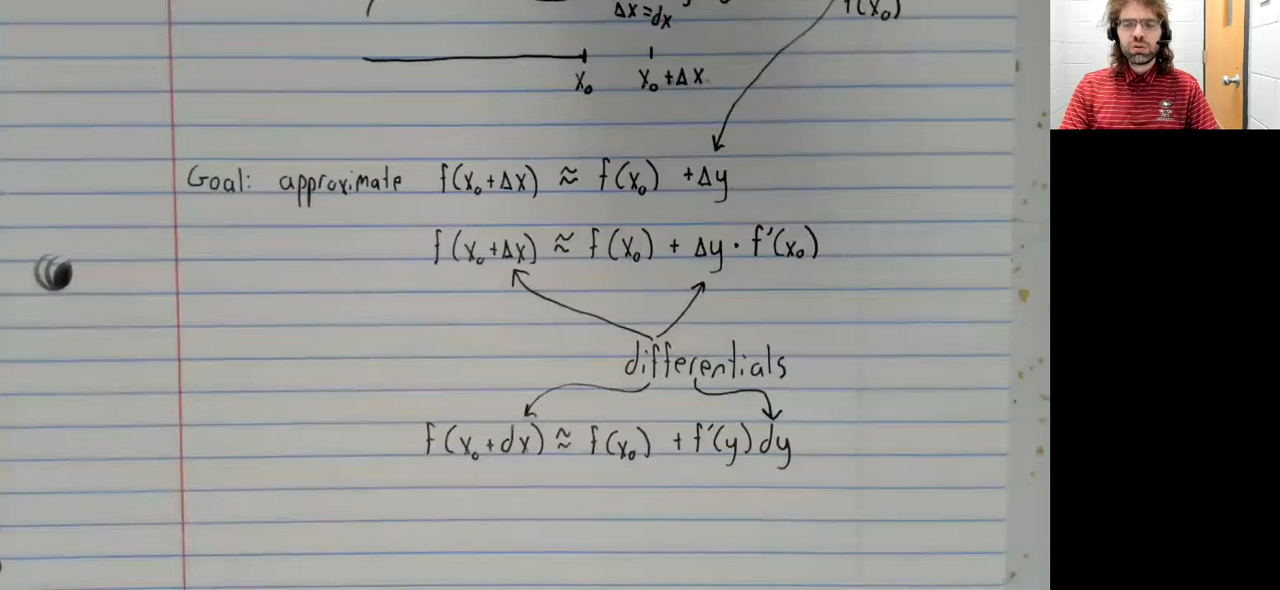 Δx=dx
f(x₀)
x₀ x₀+Δx
Goal: approximate f(x₀+Δx) ≈ f(x₀) +Δy
f(x₀+Δx) ≈ f(x₀) + Δy · f'(x₀)
differentials
f(x₀+dx) ≈ f(x₀) + f'(y) dy